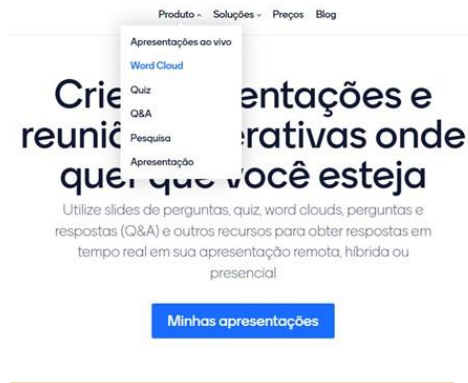 Produto Soluções Preços Blog
Apresentações ao vivo
Word Cloud
Quiz
Q&A
Pesquisa
Apresentação
Crie entações e
reuni erativas onde
quer que você esteja
Utilize slides de perguntas, quiz, word clouds, perguntas e
respostas (Q&A) e outros recursos para obter respostas em
tempo real em sua apresentação remota, híbrida ou
presencial
Minhas apresentações